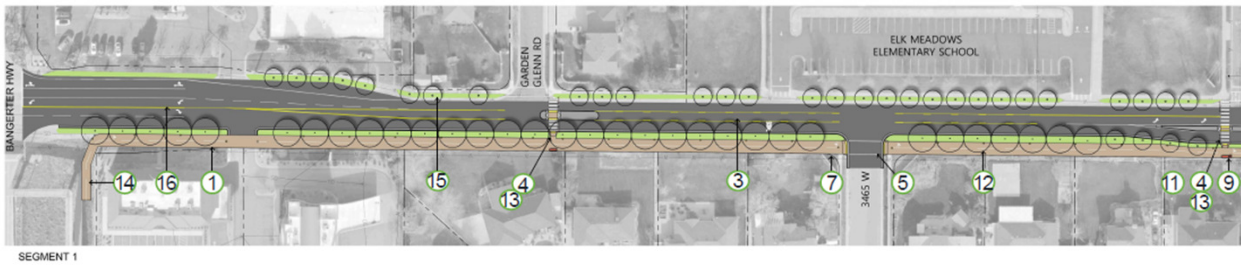 BANGERTER HWY
GARDEN
GLENN RD
ELK MEADOWS
ELEMENTARY SCHOOL
3465 W
14
16
1
15
4
13
3
7
5
12
11
4
13
9
SEGMENT 1